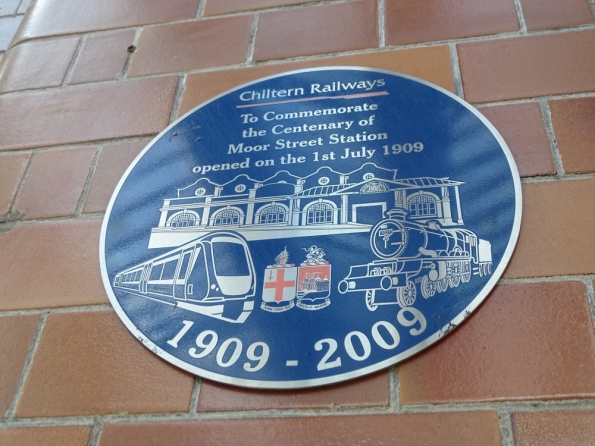 Chiltern Railways
To Commemorate
the Centenary of
Moor Street Station
opened on the 1st July 1909
1909 - 2009